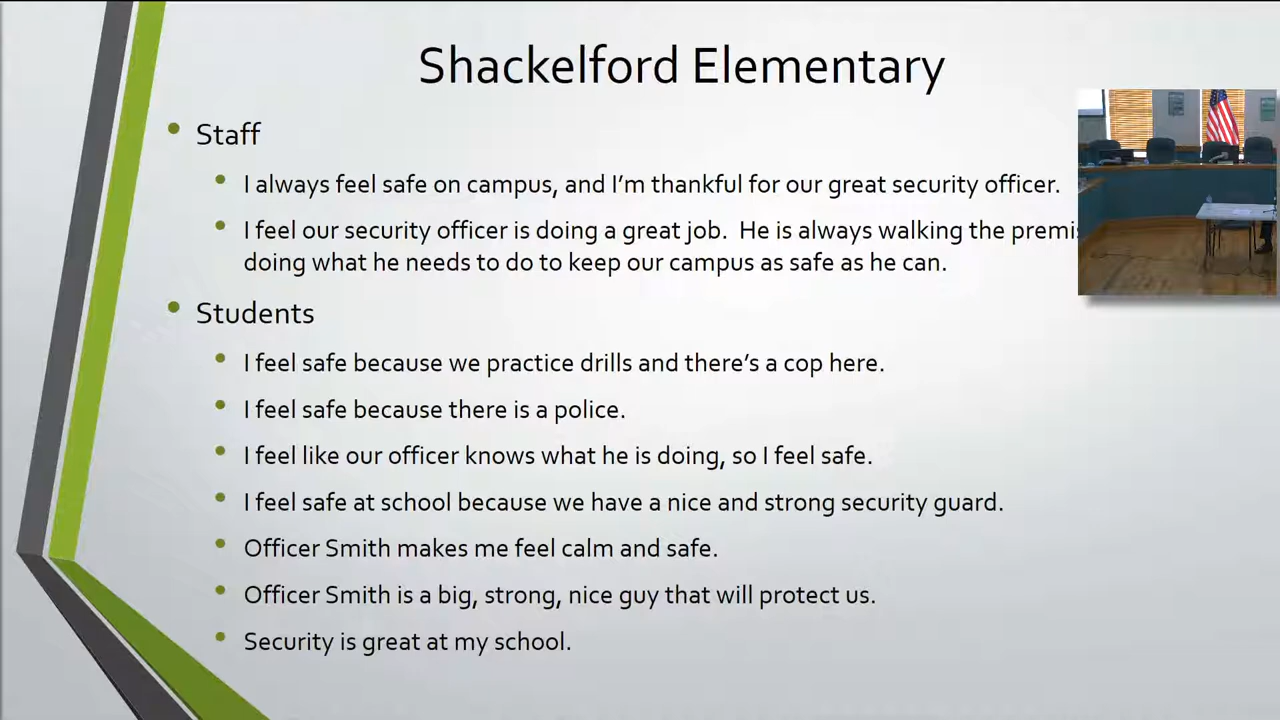 Shackelford Elementary
Staff
I always feel safe on campus, and I’m thankful for our great security officer.
I feel our security officer is doing a great job.  He is always walking the
doing what he needs to do to keep our campus as safe as he can.
Students
I feel safe because we practice drills and there’s a cop here.
I feel safe because there is a police.
I feel like our officer knows what he is doing, so I feel safe.
I feel safe at school because we have a nice and strong security guard.
Officer Smith makes me feel calm and safe.
Officer Smith is a big, strong, nice guy that will protect us.
Security is great at my school.